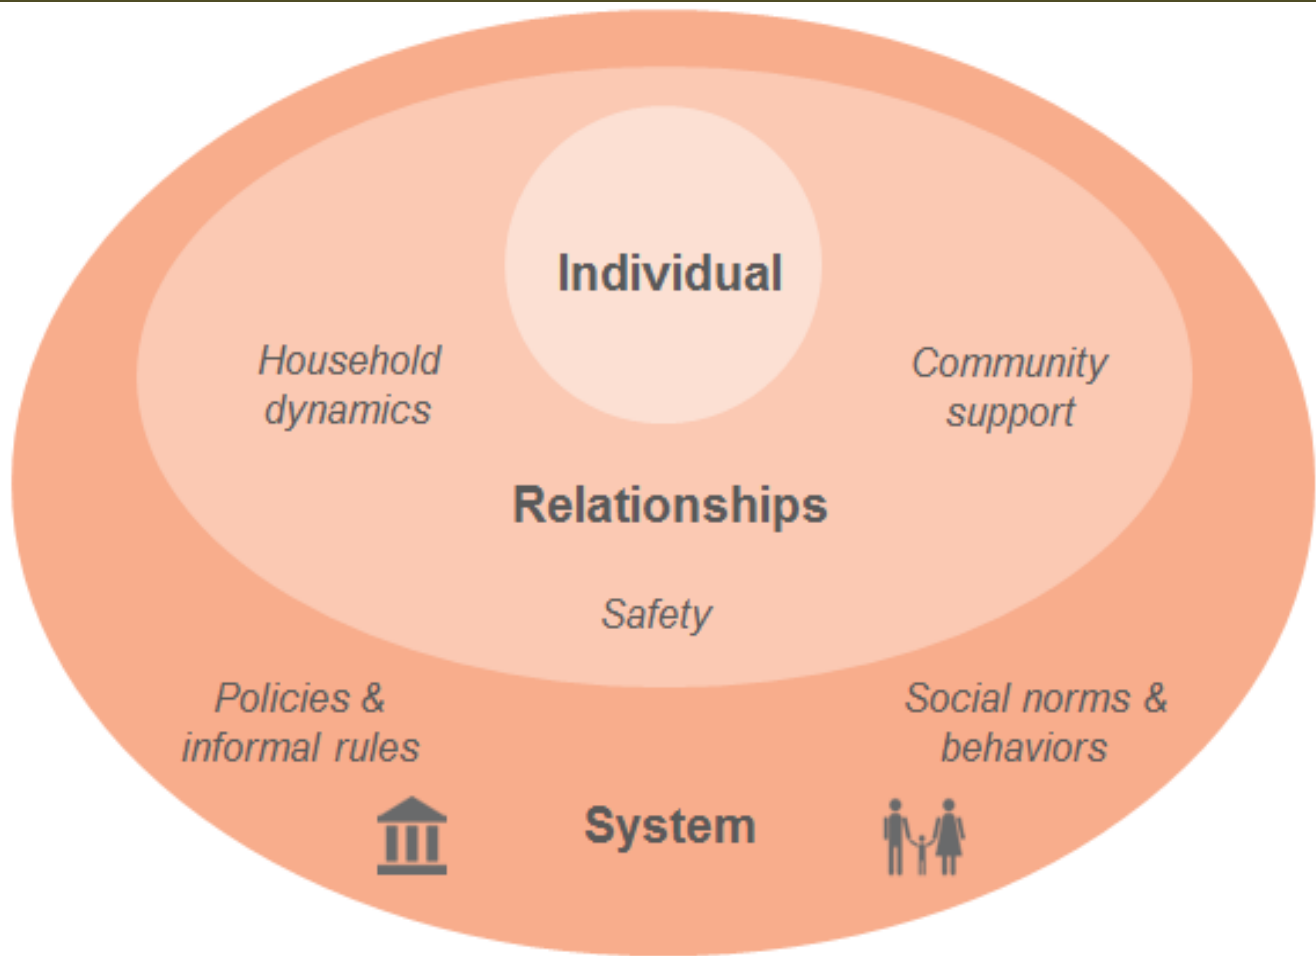 Individual
Household
dynamics
Community
support
Relationships
Safety
Policies &
informal rules
Social norms &
behaviors
System